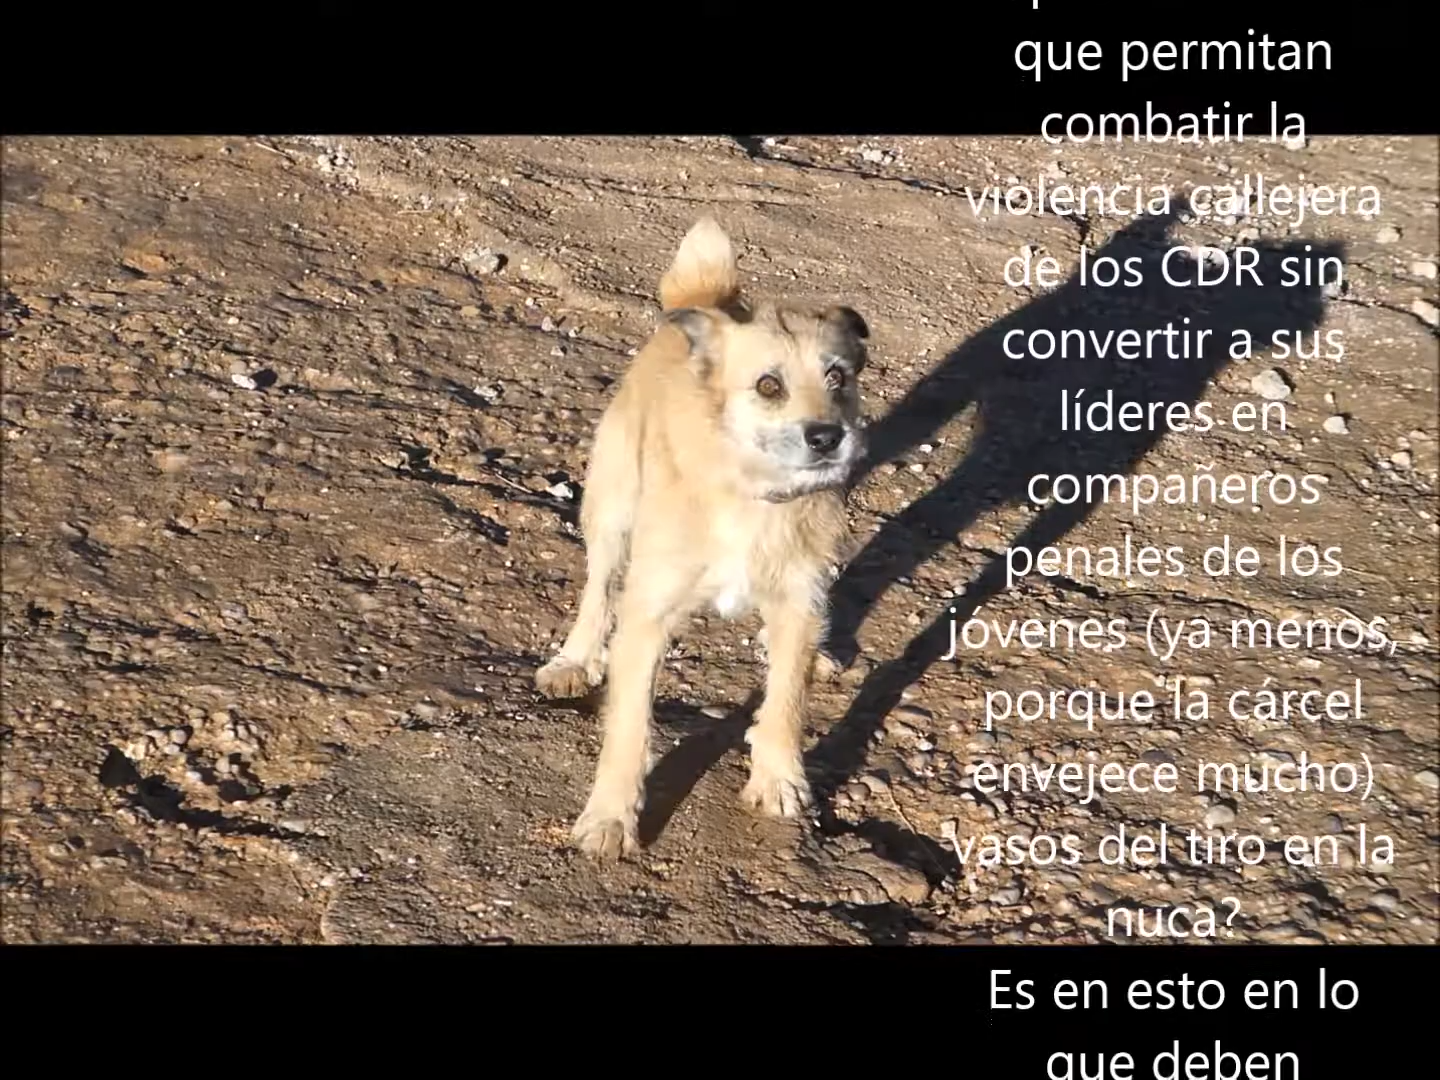 que permitan
combatir la
violencia callejera
de los CDR sin
convertir a sus
líderes en
compañeros
penales de los
jóvenes (ya menos,
porque la cárcel
envejece mucho)
vasos del tiro en la
nuca?
Es en esto en lo
que deben